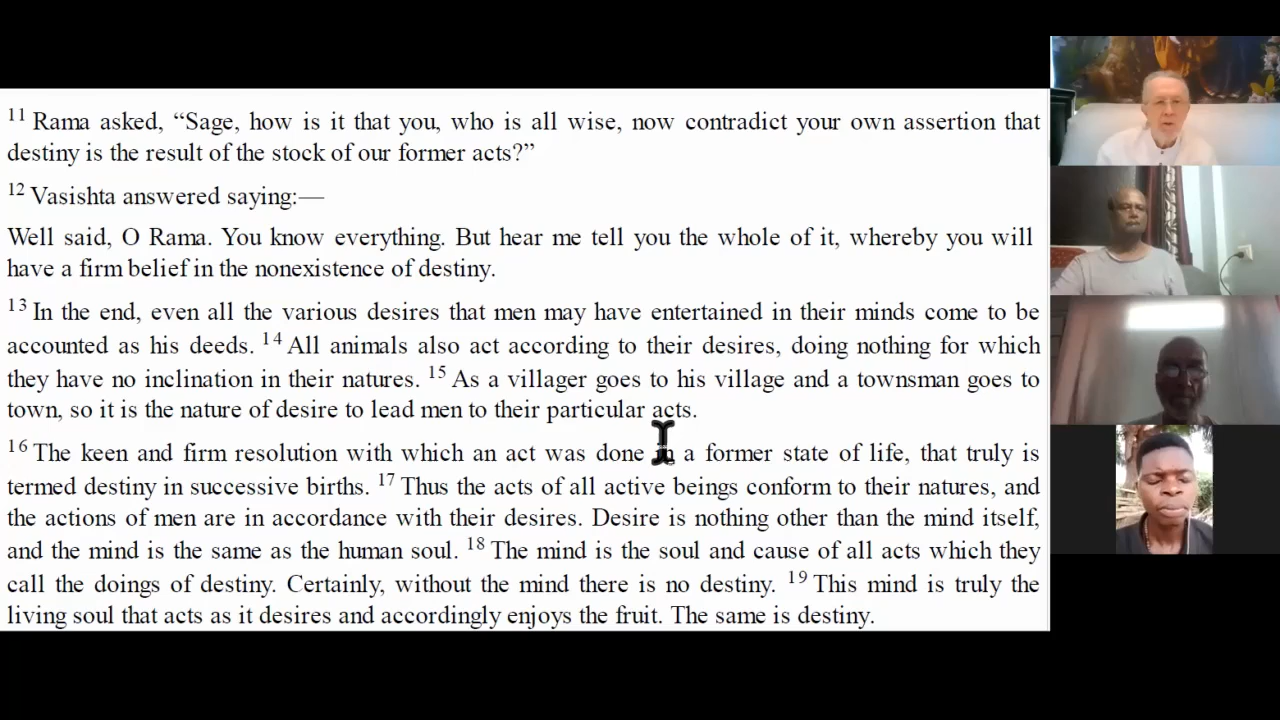 11 Rama asked, “Sage, how is it that you, who is all wise, now contradict your own assertion that
destiny is the result of the stock of our former acts?”
12 Vasishta answered saying:—
Well said, O Rama. You know everything. But hear me tell you the whole of it, whereby you will
have a firm belief in the nonexistence of destiny.
13 In the end, even all the various desires that men may have entertained in their minds come to be
accounted as his deeds. 14 All animals also act according to their desires, doing nothing for which
they have no inclination in their natures. 15 As a villager goes to his village and a townsman goes to
town, so it is the nature of desire to lead men to their particular acts.
16 The keen and firm resolution with which an act was done in a former state of life, that truly is
termed destiny in successive births. 17 Thus the acts of all active beings conform to their natures, and
the actions of men are in accordance with their desires. Desire is nothing other than the mind itself,
and the mind is the same as the human soul. 18 The mind is the soul and cause of all acts which they
call the doings of destiny. Certainly, without the mind there is no destiny. 19 This mind is truly the
living soul that acts as it desires and accordingly enjoys the fruit. The same is destiny.